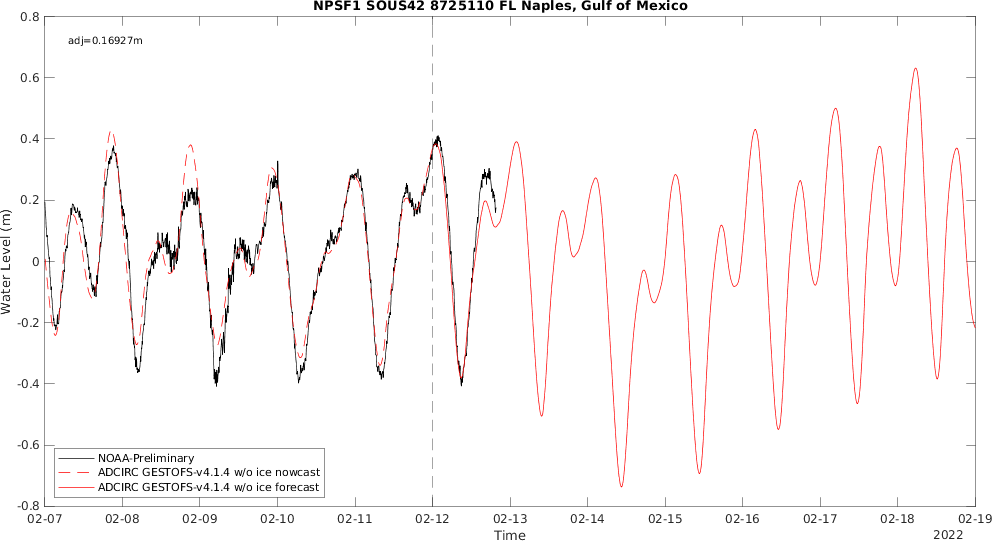 NPSF1 SOUS42 8725110 FL Naples, Gulf of Mexico
adj=0.16927m
0.8
0.6
0.4
0.2
0
-0.2
-0.4
-0.6
-0.8
Water Level (m)
NOAA-Preliminary
ADCIRC GESTOFS-v4.1.4 w/o ice nowcast
ADCIRC GESTOFS-v4.1.4 w/o ice forecast
02-07 02-08 02-09 02-10 02-11 02-12 02-13 02-14 02-15 02-16 02-17 02-18 02-19
Time
2022